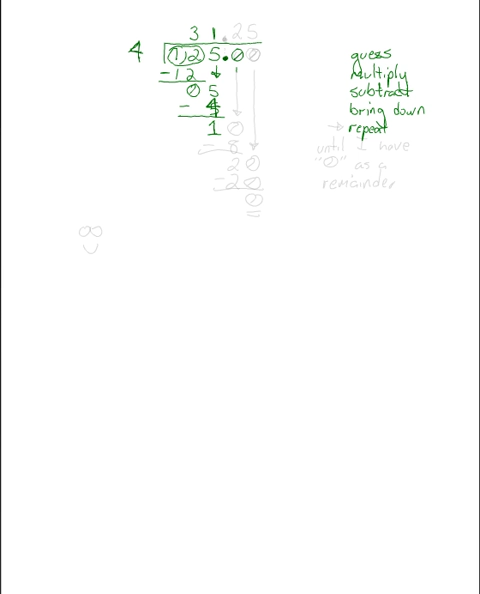 31.25
4 125.00
-12
05
- 4
10
- 8
20
-20
0
guess
Multiply
subtract
bring down
→ repeat
until I have
"0" as a
remainder